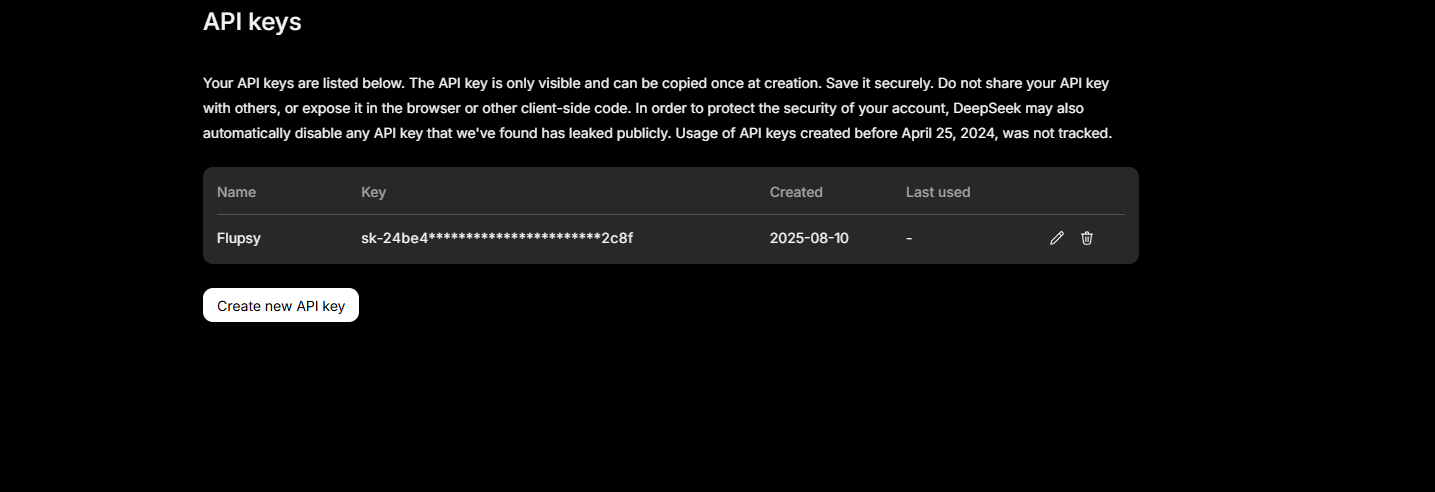 API keys
Your API keys are listed below. The API key is only visible and can be copied once at creation. Save it securely. Do not share your API key
with others, or expose it in the browser or other client-side code. In order to protect the security of your account, DeepSeek may also
automatically disable any API key that we've found has leaked publicly. Usage of API keys created before April 25, 2024, was not tracked.
Name Key Created Last used
Flupsy sk-24be4***********************2c8f 2025-08-10 -
Create new API key